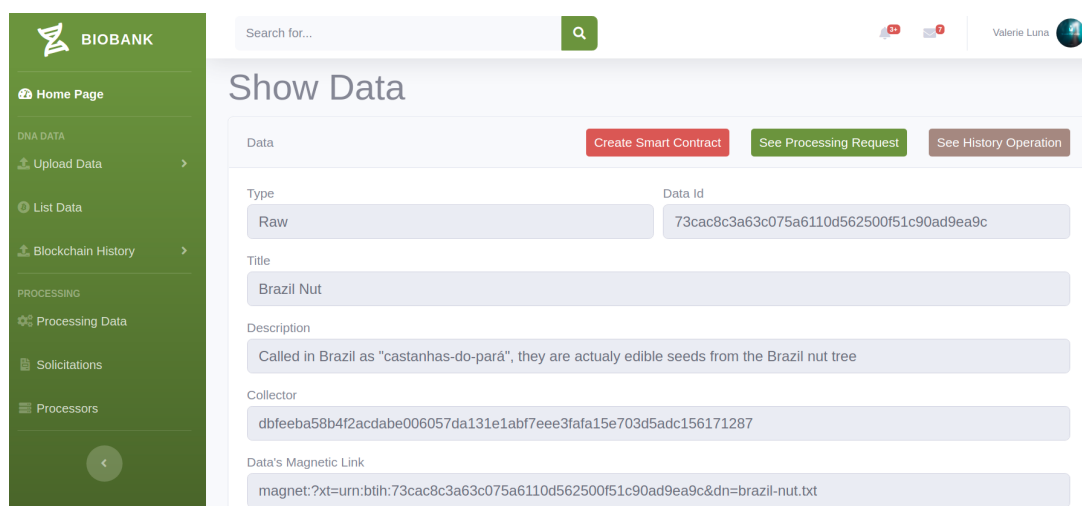 BIOBANK
Search for...
3+
7
Valerie Luna
Home Page
DNA DATA
Upload Data
List Data
Blockchain History
PROCESSING
Processing Data
Solicitations
Processors
Show Data
Data
Create Smart Contract
See Processing Request
See History Operation
Type
Data Id
Raw
73cac8c3a63c075a6110d562500f51c90ad9ea9c
Title
Brazil Nut
Description
Called in Brazil as "castanhas-do-pará", they are actualy edible seeds from the Brazil nut tree
Collector
dbfeeba58b4f2acdabe006057da131e1abf7eee3fafa15e703d5adc156171287
Data's Magnetic Link
magnet:?xt=urn:btih:73cac8c3a63c075a6110d562500f51c90ad9ea9c&dn=brazil-nut.txt